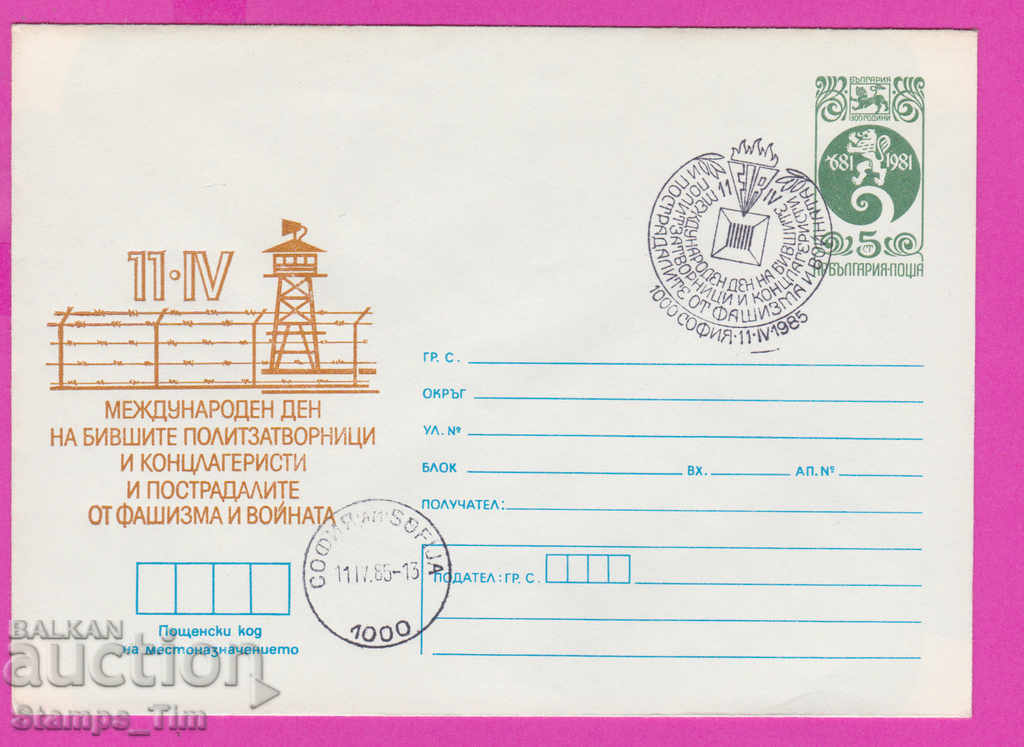 БЪЛГАРИЯ
1300 ГОДИНИ
681 1981
5 СТ
НР БЪЛГАРИЯ·ПОЩА
11 IV
МЕЖДУНАРОДЕН ДЕН НА БИВШИТЕ
ПОЛИТЗАТВОРНИЦИ И КОНЦЛАГЕРИСТИ
И ПОСТРАДАЛИТЕ ОТ ФАШИЗМА И ВОЙНАТА
1000 СОФИЯ·11·IV·1985
11·IV
МЕЖДУНАРОДЕН ДЕН
НА БИВШИТЕ ПОЛИТЗАТВОРНИЦИ
И КОНЦЛАГЕРИСТИ
И ПОСТРАДАЛИТЕ
ОТ ФАШИЗМА И ВОЙНАТА
ГР. С.
ОКРЪГ
УЛ. №
БЛОК ВХ. АП. №
ПОЛУЧАТЕЛ:
СОФИЯ SOFIJA
11.IV.85-13
1000
ПОДАТЕЛ: ГР. С.
Пощенски код
на местоназначението
BALKAN
auction
Stamps_Tim